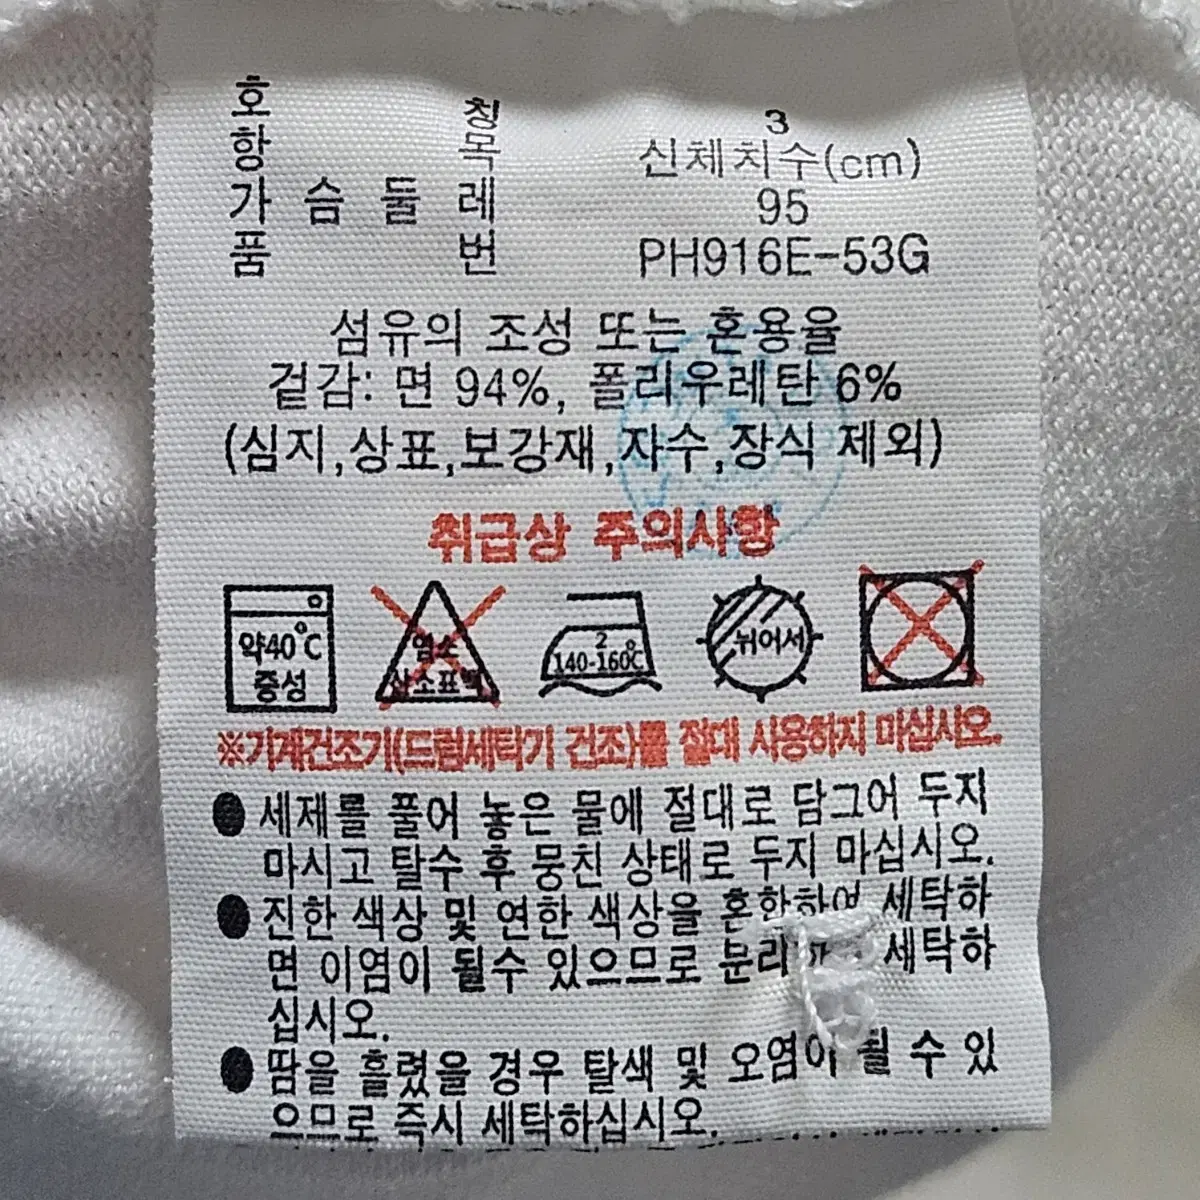 호 칭 3
항 목 신체치수(cm)
가 슴 둘 레 95
품 번 PH916E-53G
섬유의 조성 또는 혼용율
겉감: 면 94%, 폴리우레탄 6%
(심지,상표,보강재,자수,장식 제외)
취급상 주의사항
약40℃
중성
염소
산소표백
2
140-160℃
뉘어서
※기계건조기(드럼세탁기 건조)를 절대 사용하지 마십시오.
● 세제를 풀어 놓은 물에 절대로 담그어 두지
마시고 탈수 후 뭉친 상태로 두지 마십시오.
● 진한 색상 및 연한 색상을 혼합하여 세탁하
면 이염이 될수 있으므로 분리 세탁하
십시오.
● 땀을 흘렸을 경우 탈색 및 오염이 될 수 있
으므로 즉시 세탁하십시오.